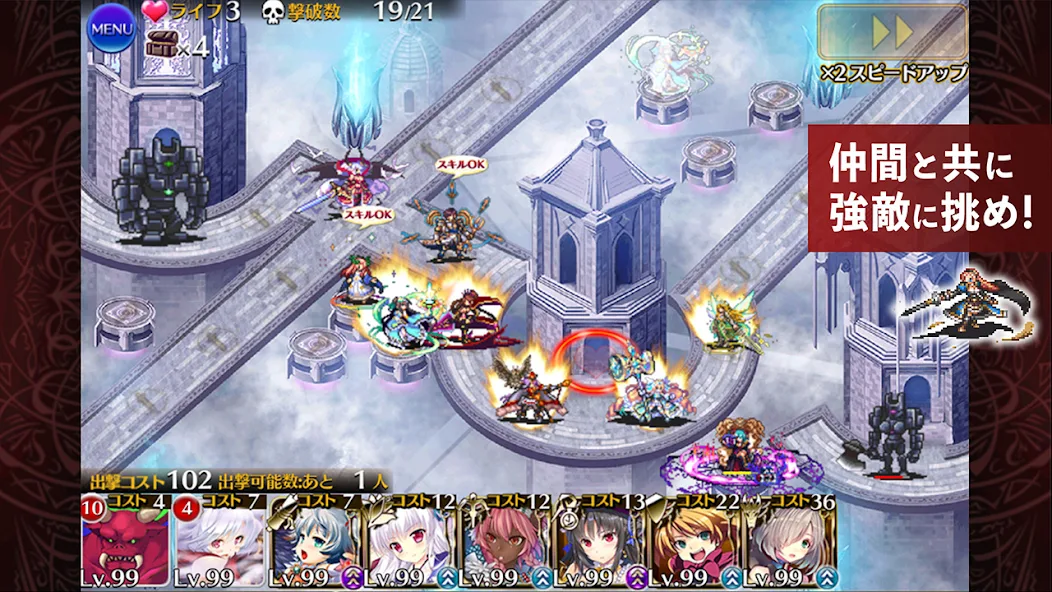 MENU
ライフ3
撃破数 19/21
×4
×2スピードアップ
仲間と共に
強敵に挑め!
スキルOK
スキルOK
出撃コスト102 出撃可能数:あと 1人
10 コスト4
4 コスト7
コスト7
コスト12
コスト12
コスト13
コスト22
コスト36
Lv.99
Lv.99
Lv.99
Lv.99
Lv.99
Lv.99
Lv.99
Lv.99